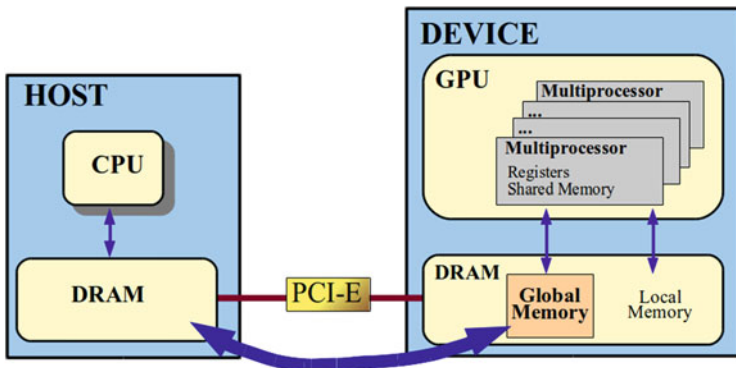 HOST
CPU
DRAM
PCI-E
DEVICE
GPU
Multiprocessor
...
...
Multiprocessor
Registers
Shared Memory
DRAM
Global
Memory
Local
Memory